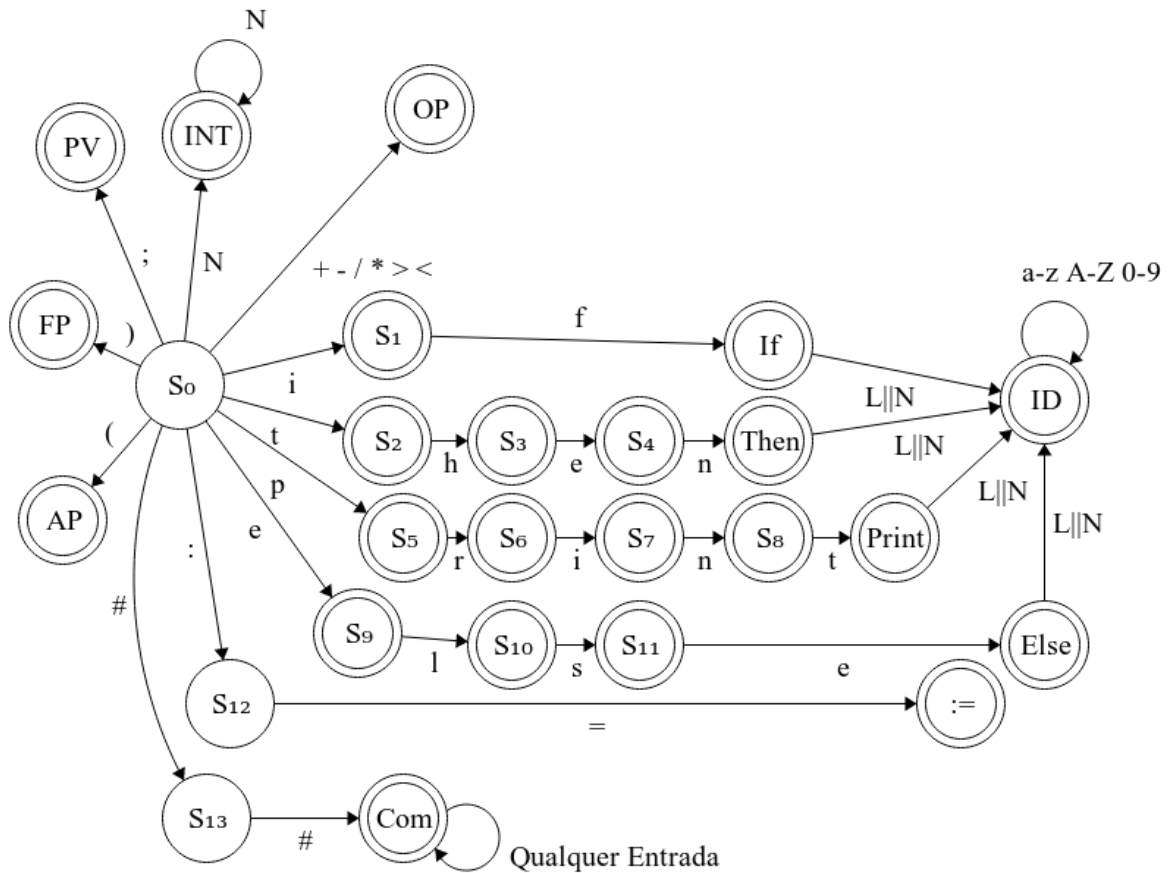 N
OP
INT
PV
;
N
+ - / * > <
a-z A-Z 0-9
FP
)
S₁
f
If
S₀
i
L||N
ID
(
t
S₂
h
S₃
e
S₄
n
Then
L||N
p
AP
e
S₅
r
S₆
i
S₇
n
S₈
t
Print
L||N
L||N
:
#
S₉
l
S₁₀
s
S₁₁
e
Else
S₁₂
=
:=
S₁₃
#
Com
Qualquer Entrada